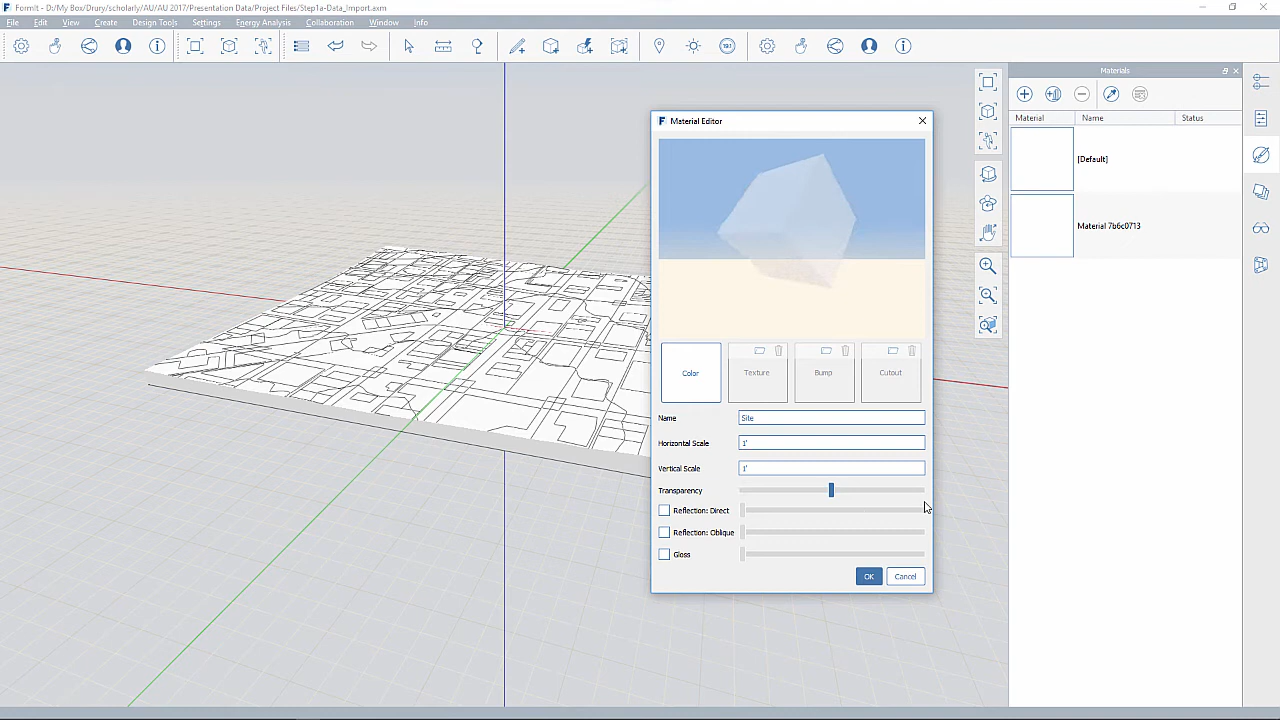 FormIt - D:/My Box/Drury/scholarly/AU/AU 2017/Presentation Data/Project Files/Step1a-Data_Import.axm
File Edit View Create Design Tools Settings Energy Analysis Collaboration Window Info
Materials
Material Name Status
[Default]
Material 7b6c0713
Material Editor
Color Texture Bump Cutout
Name Site
Horizontal Scale 1'
Vertical Scale 1'
Transparency
Reflection: Direct
Reflection: Oblique
Gloss
OK Cancel